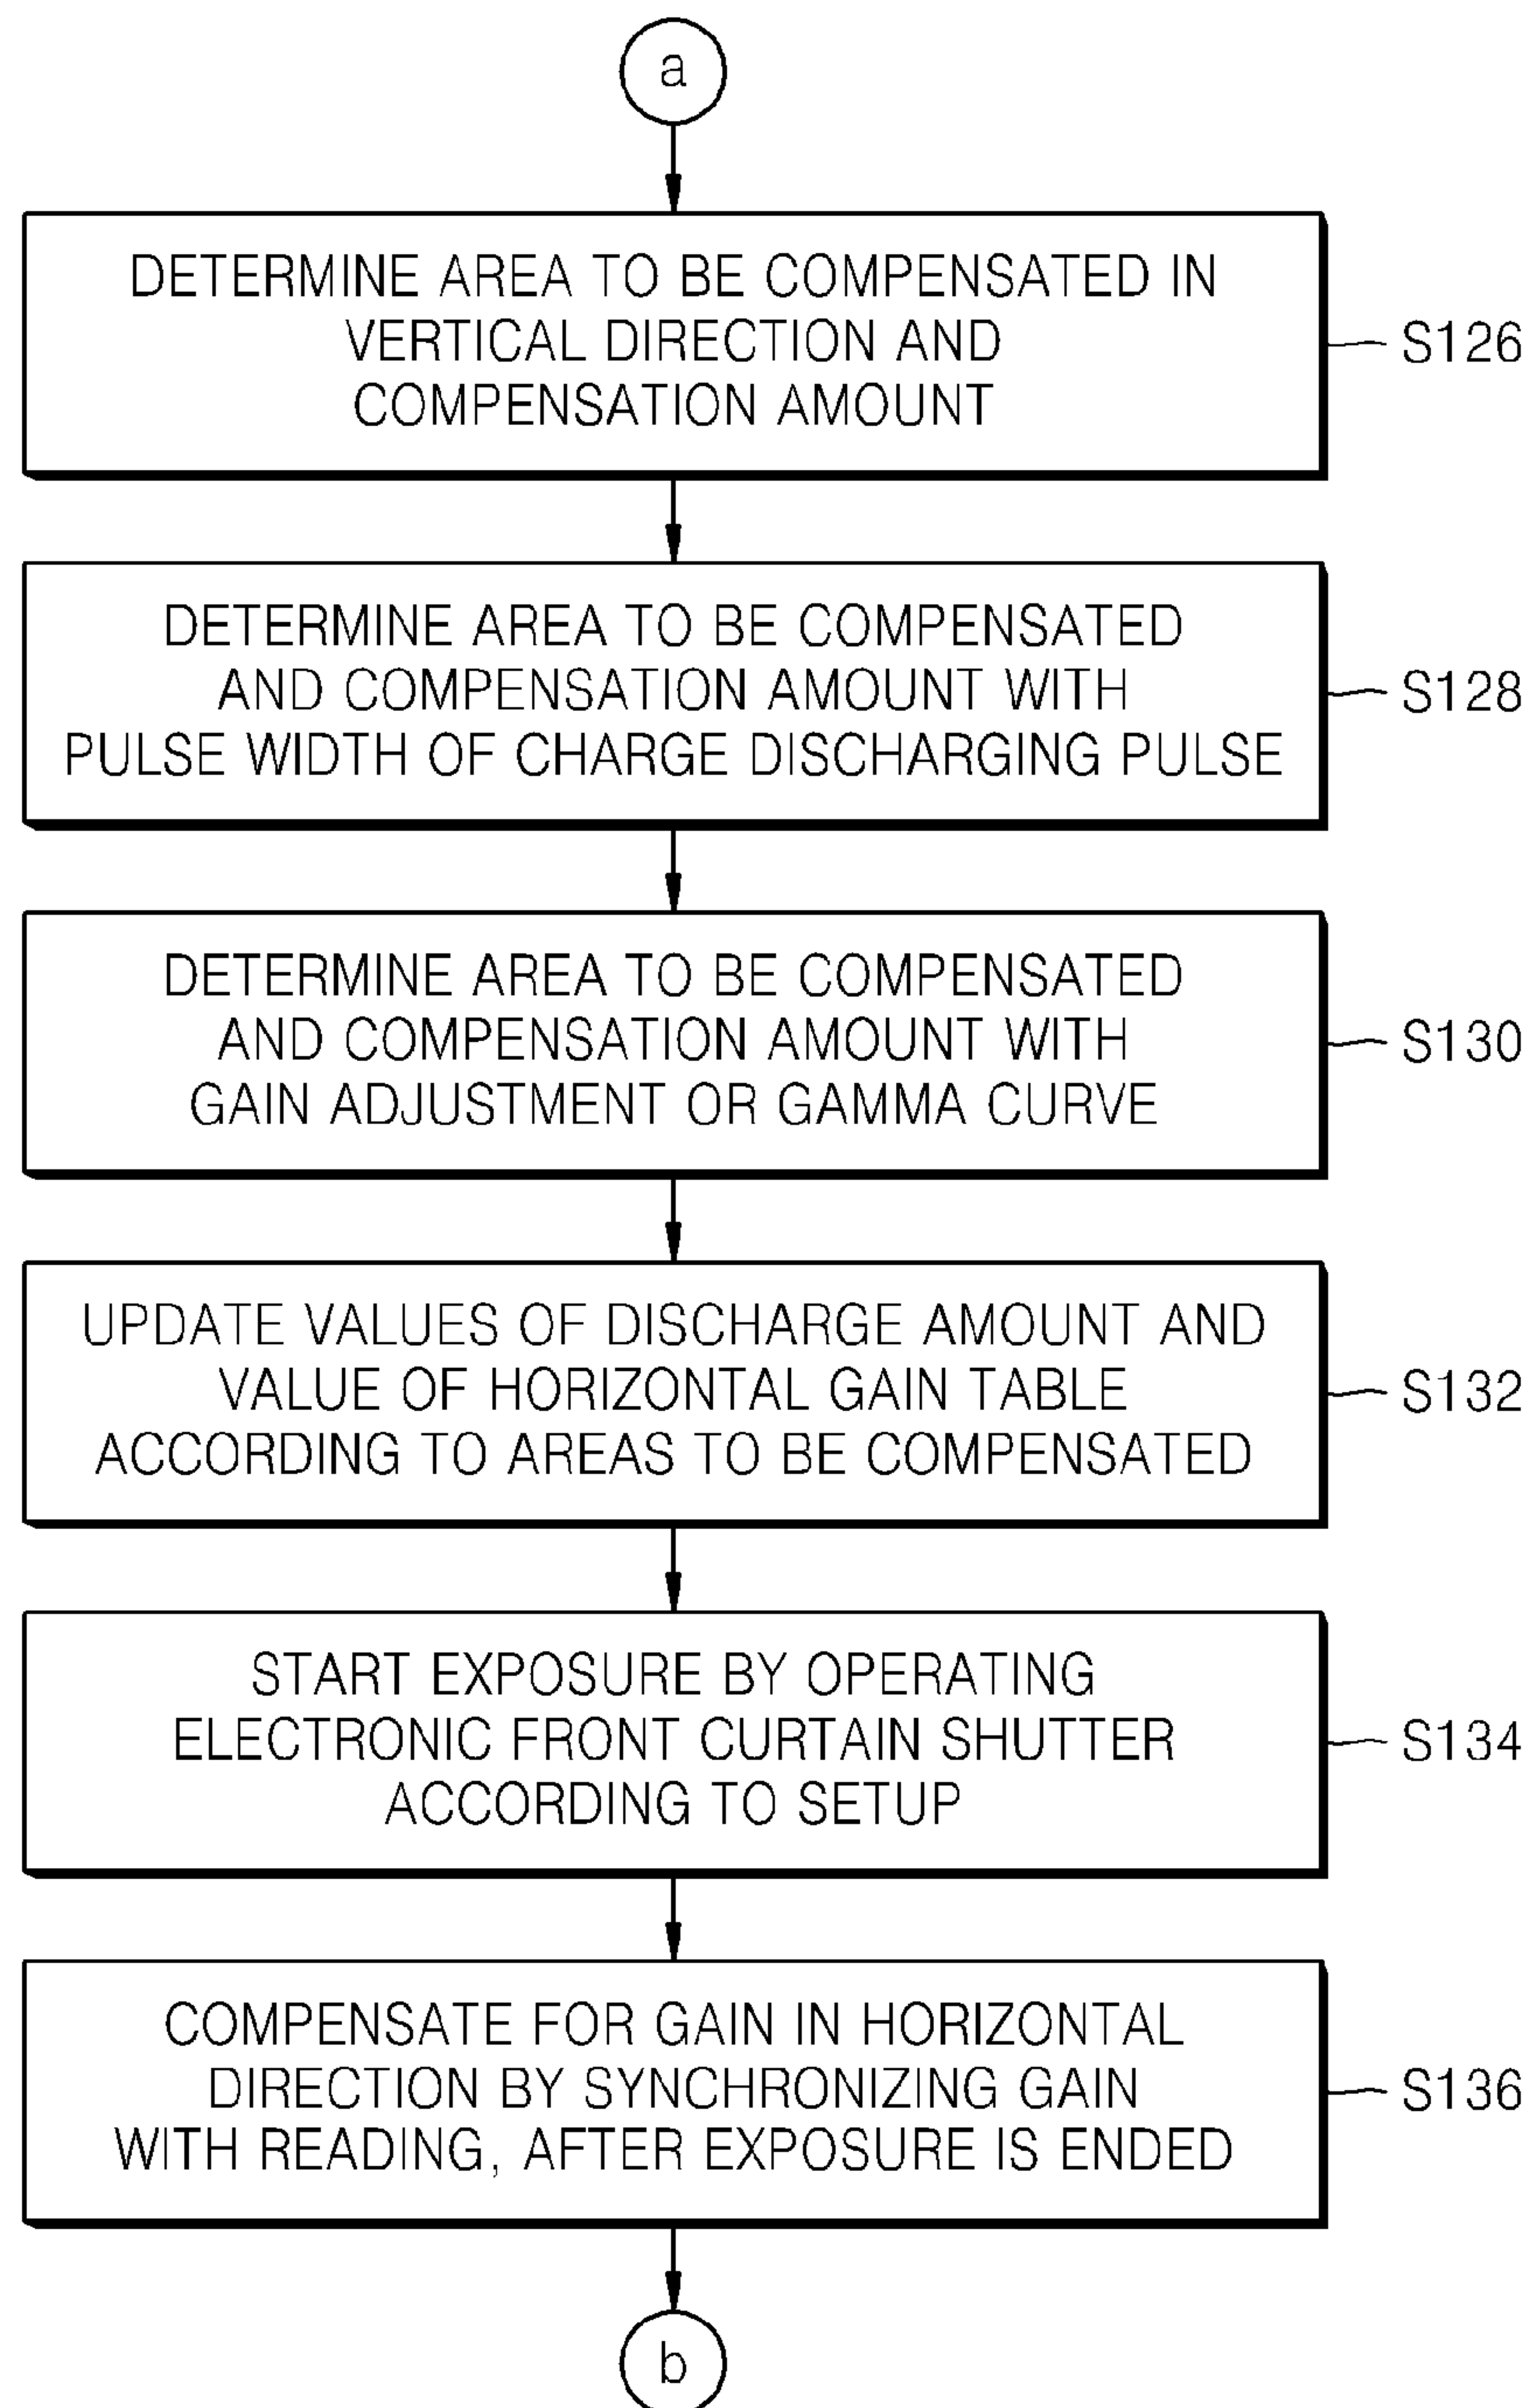 a
DETERMINE AREA TO BE COMPENSATED IN
VERTICAL DIRECTION AND
COMPENSATION AMOUNT
S126
DETERMINE AREA TO BE COMPENSATED
AND COMPENSATION AMOUNT WITH
PULSE WIDTH OF CHARGE DISCHARGING PULSE
S128
DETERMINE AREA TO BE COMPENSATED
AND COMPENSATION AMOUNT WITH
GAIN ADJUSTMENT OR GAMMA CURVE
S130
UPDATE VALUES OF DISCHARGE AMOUNT AND
VALUE OF HORIZONTAL GAIN TABLE
ACCORDING TO AREAS TO BE COMPENSATED
S132
START EXPOSURE BY OPERATING
ELECTRONIC FRONT CURTAIN SHUTTER
ACCORDING TO SETUP
S134
COMPENSATE FOR GAIN IN HORIZONTAL
DIRECTION BY SYNCHRONIZING GAIN
WITH READING, AFTER EXPOSURE IS ENDED
S136
b